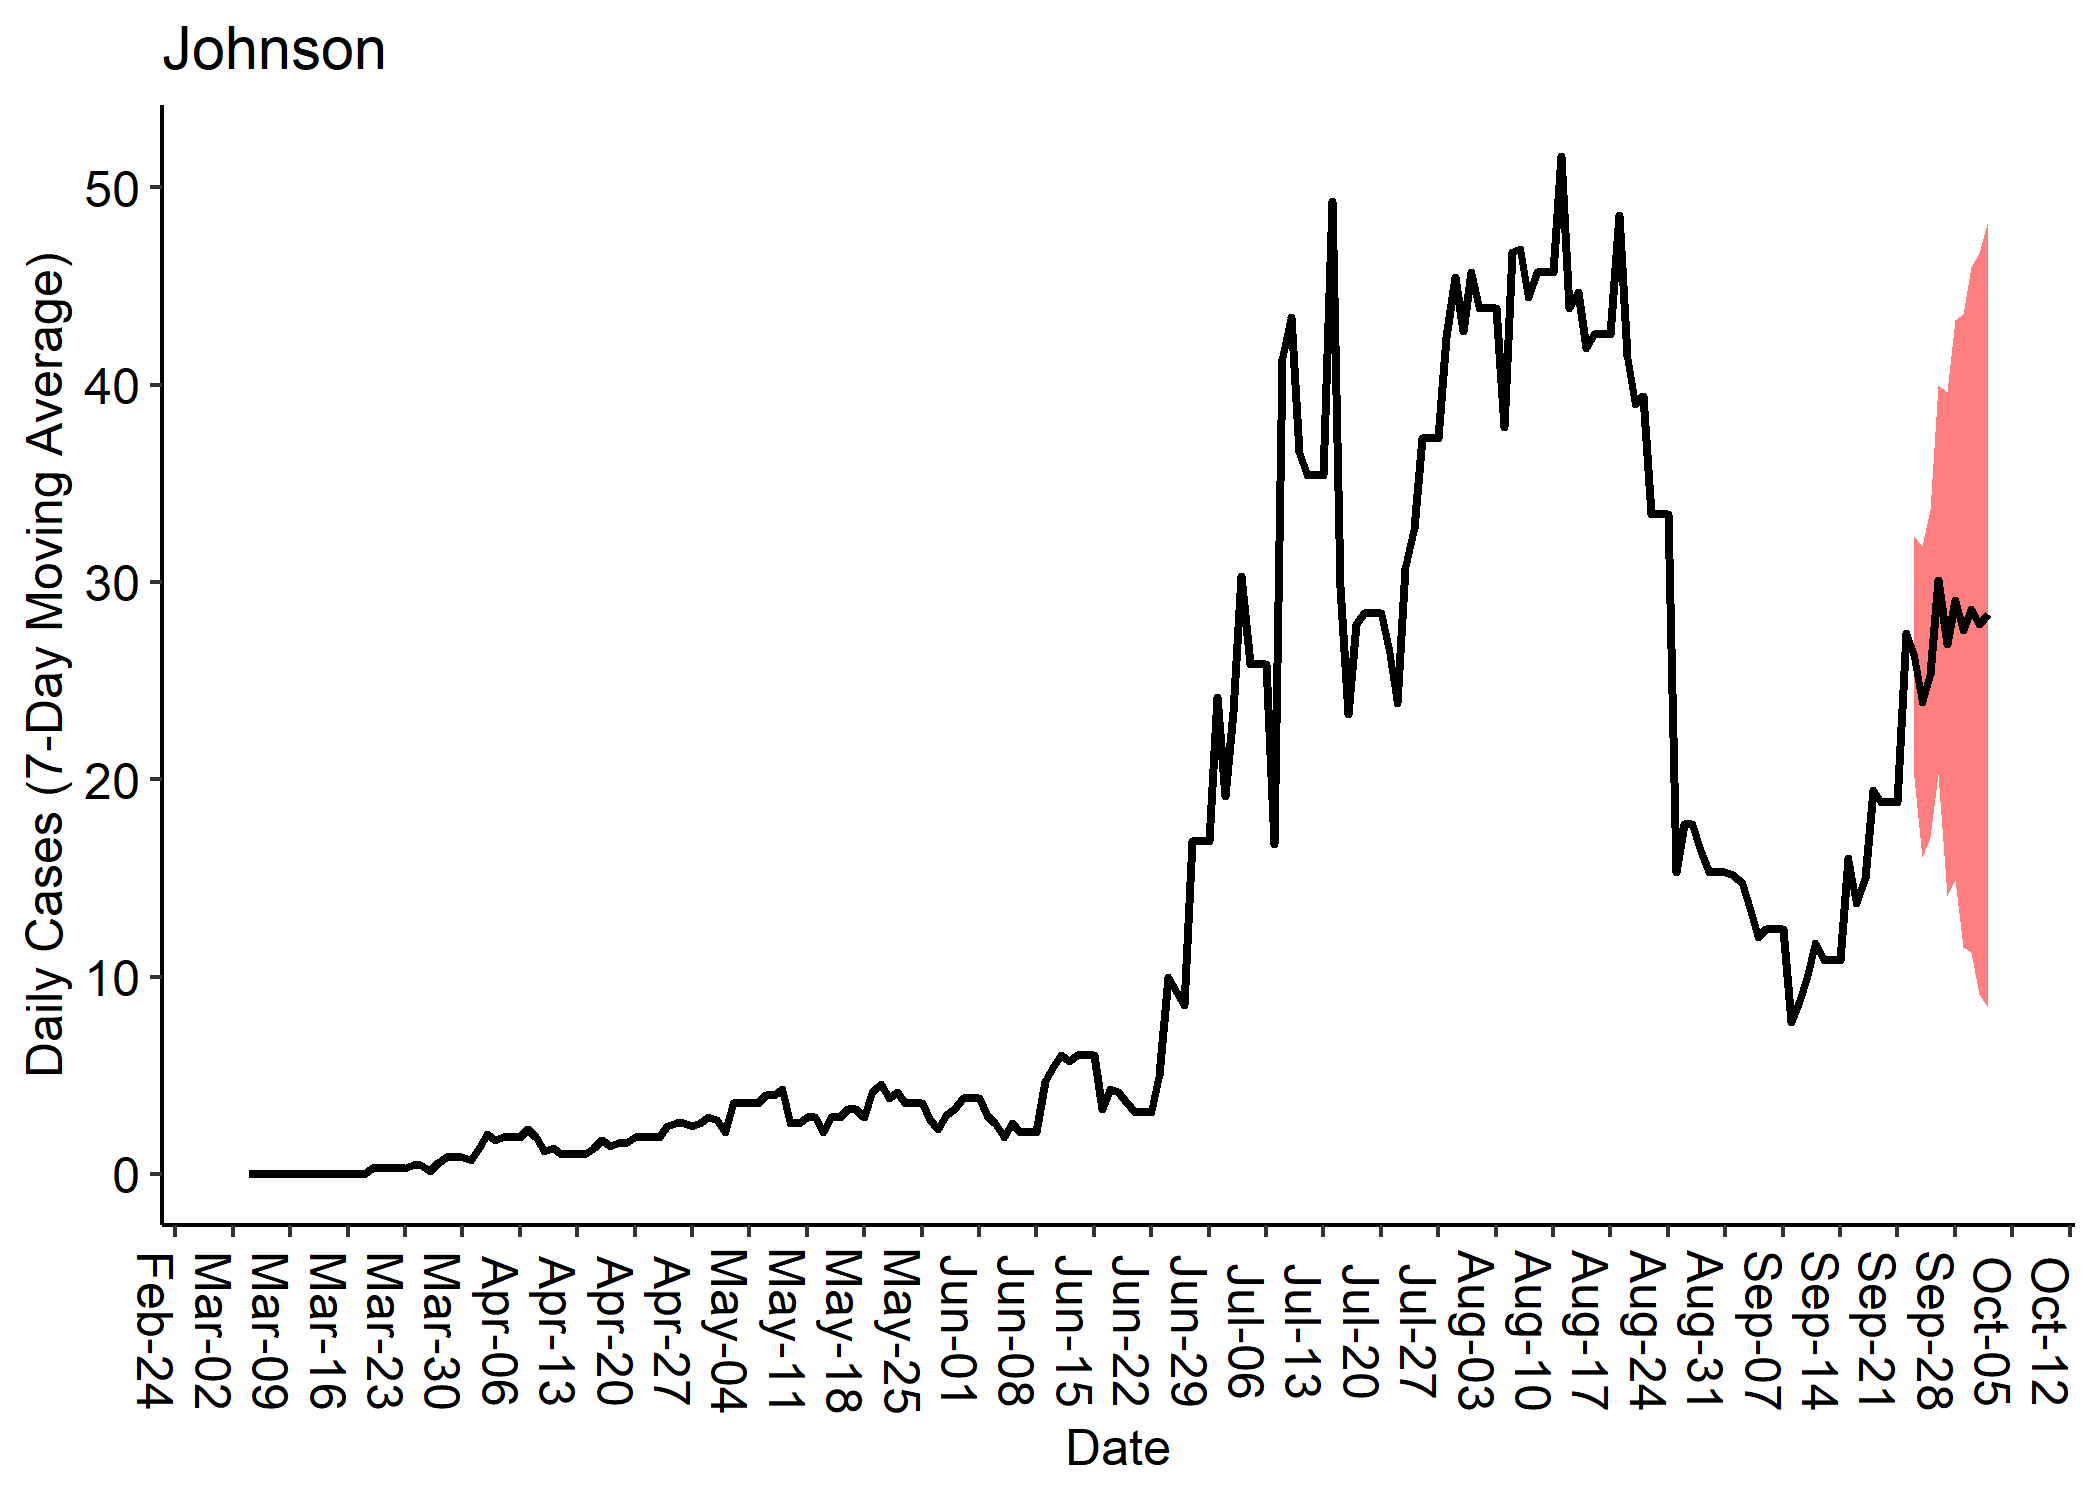 Johnson
Daily Cases (7-Day Moving Average)
50
40
30
20
10
0
Feb-24
Mar-02
Mar-09
Mar-16
Mar-23
Mar-30
Apr-06
Apr-13
Apr-20
Apr-27
May-04
May-11
May-18
May-25
Jun-01
Jun-08
Jun-15
Jun-22
Jun-29
Jul-06
Jul-13
Jul-20
Jul-27
Aug-03
Aug-10
Aug-17
Aug-24
Aug-31
Sep-07
Sep-14
Sep-21
Sep-28
Oct-05
Oct-12
Date